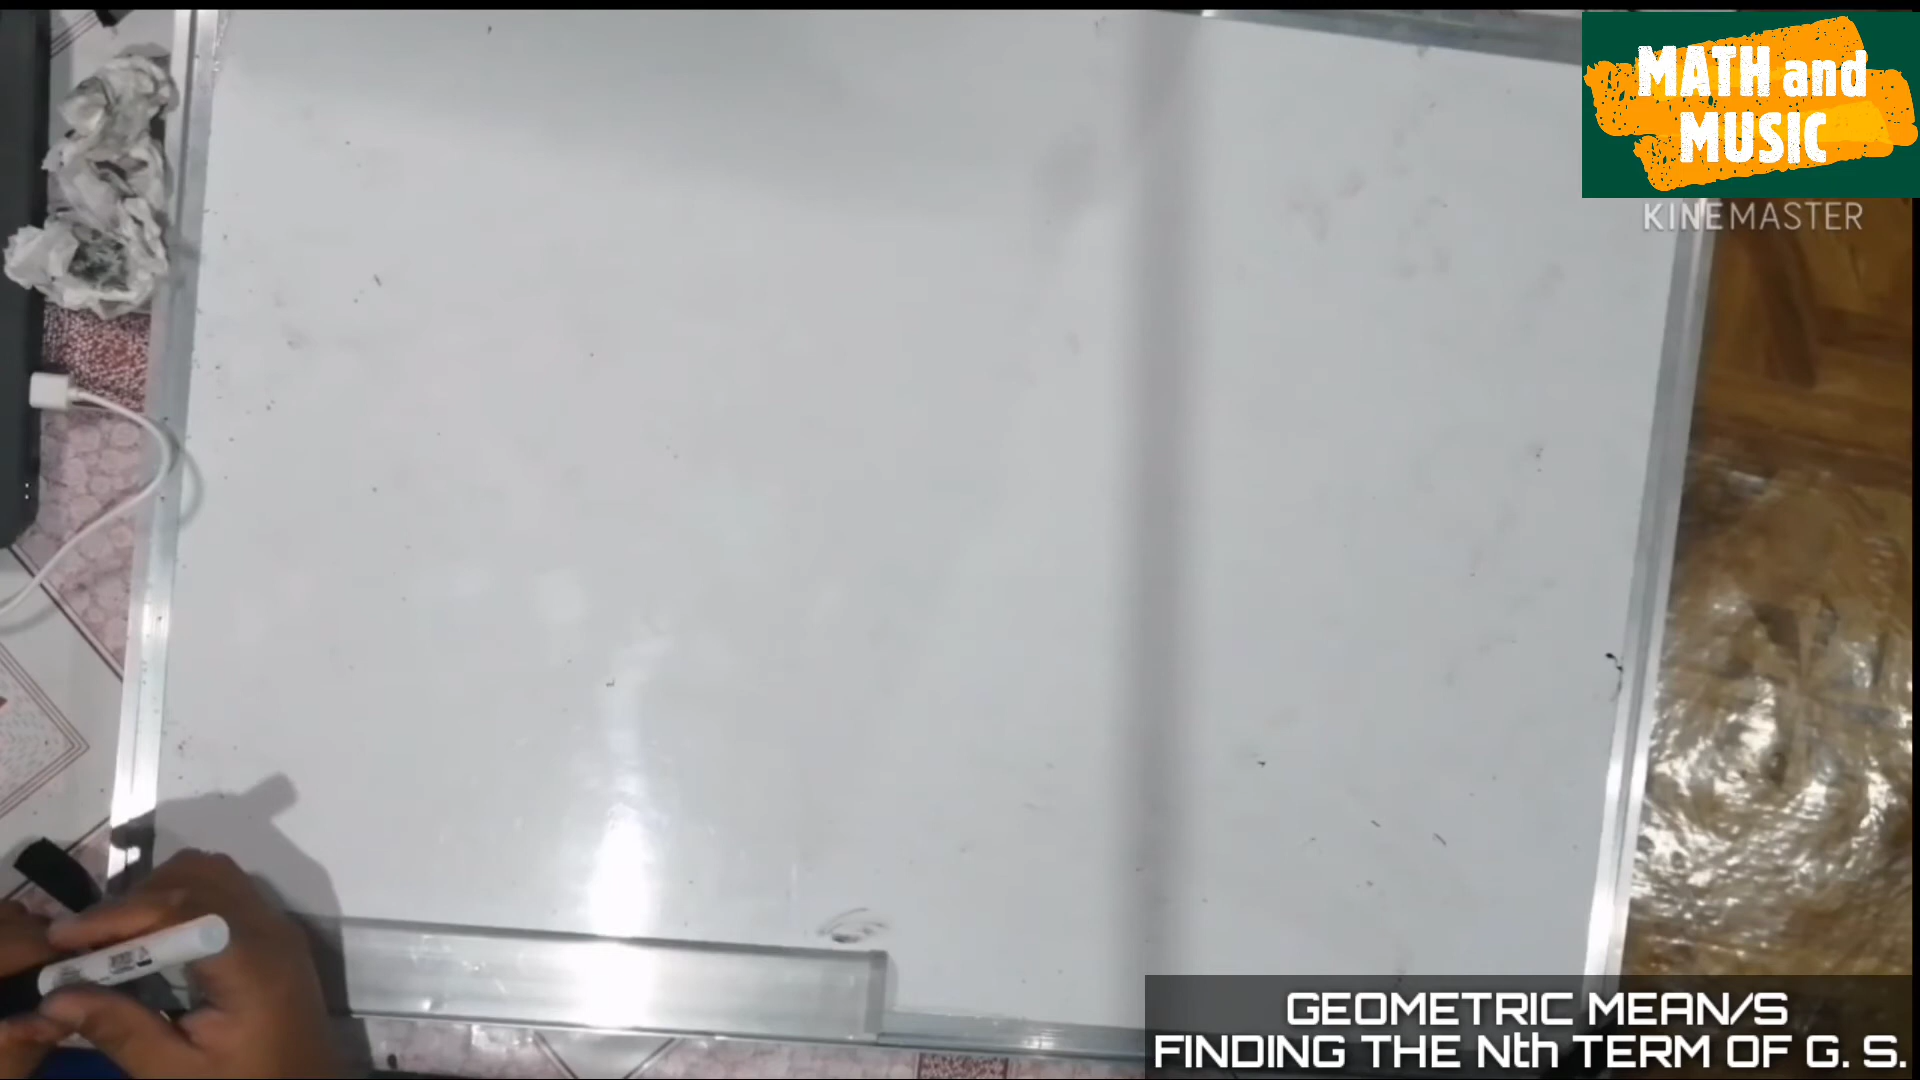 MATH and
MUSIC
KINEMASTER
GEOMETRIC MEAN/S
FINDING THE Nth TERM OF G. S.